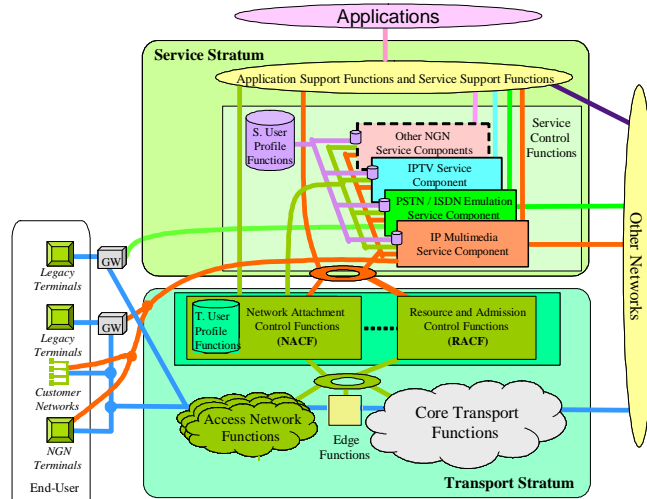 Applications
Service Stratum
Application Support Functions and Service Support Functions
S. User
Profile
Functions
Other NGN
Service Components
Service
Control
Functions
IPTV Service
Component
PSTN / ISDN Emulation
Service Component
IP Multimedia
Service Component
Other Networks
GW
Legacy
Terminals
GW
Legacy
Terminals
Customer
Networks
NGN
Terminals
End-User
T. User
Profile
Functions
Network Attachment
Control Functions
(NACF)
Resource and Admission
Control Functions
(RACF)
Access Network
Functions
Edge
Functions
Core Transport
Functions
Transport Stratum